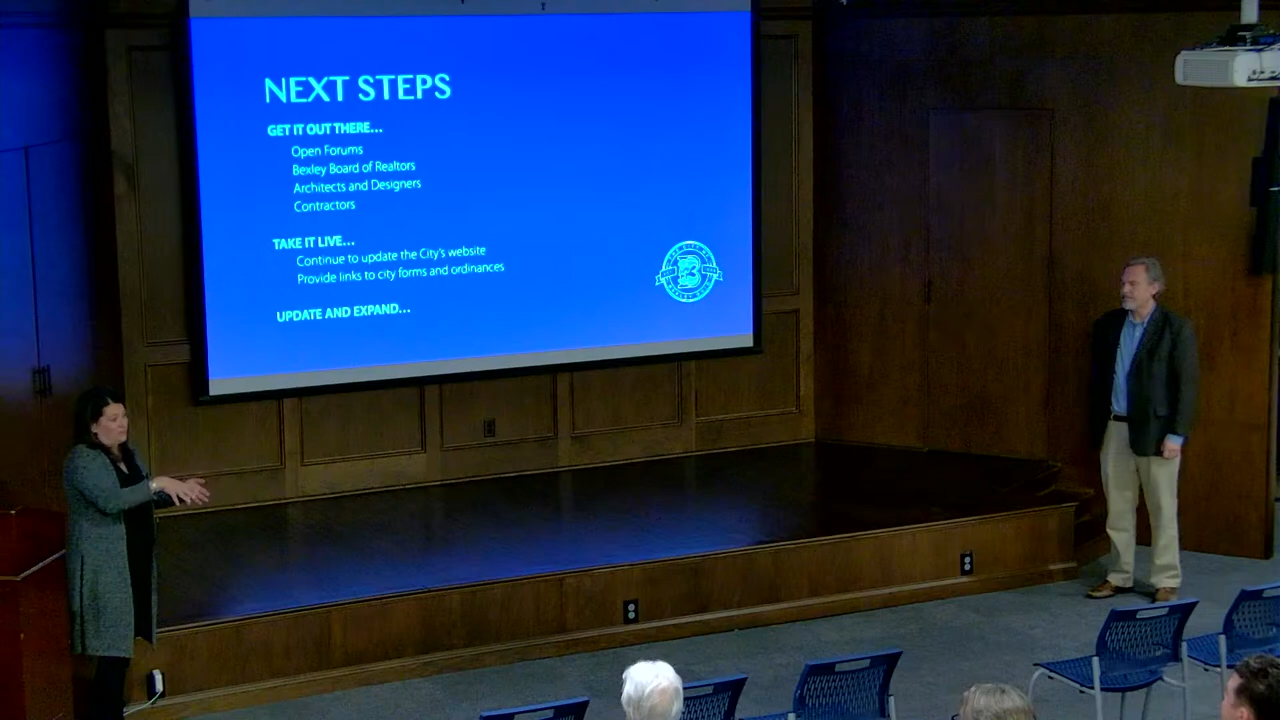 NEXT STEPS
GET IT OUT THERE...
Open Forums
Bexley Board of Realtors
Architects and Designers
Contractors
TAKE IT LIVE...
Continue to update the City's website
Provide links to city forms and ordinances
UPDATE AND EXPAND...
B